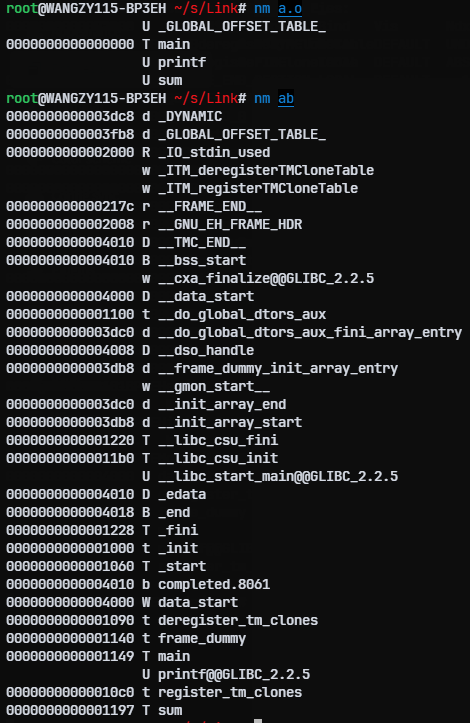 root@WANGZY115-BP3EH ~/s/Link# nm a.o
                 U _GLOBAL_OFFSET_TABLE_
0000000000000000 T main
                 U printf
                 U sum
root@WANGZY115-BP3EH ~/s/Link# nm ab
0000000000003dc8 d _DYNAMIC
0000000000003fb8 d _GLOBAL_OFFSET_TABLE_
0000000000002000 R _IO_stdin_used
                 w _ITM_deregisterTMCloneTable
                 w _ITM_registerTMCloneTable
000000000000217c r __FRAME_END__
0000000000002008 r __GNU_EH_FRAME_HDR
0000000000004010 D __TMC_END__
0000000000004010 B __bss_start
                 w __cxa_finalize@@GLIBC_2.2.5
0000000000004000 D __data_start
0000000000001100 t __do_global_dtors_aux
0000000000003dc0 d __do_global_dtors_aux_fini_array_entry
0000000000004008 D __dso_handle
0000000000003db8 d __frame_dummy_init_array_entry
                 w __gmon_start__
0000000000003dc0 d __init_array_end
0000000000003db8 d __init_array_start
0000000000001220 T __libc_csu_fini
00000000000011b0 T __libc_csu_init
                 U __libc_start_main@@GLIBC_2.2.5
0000000000004010 D _edata
0000000000004018 B _end
0000000000001228 T _fini
0000000000001000 t _init
0000000000001060 T _start
0000000000004010 b completed.8061
0000000000004000 W data_start
0000000000001090 t deregister_tm_clones
0000000000001140 t frame_dummy
0000000000001149 T main
                 U printf@@GLIBC_2.2.5
00000000000010c0 t register_tm_clones
0000000000001197 T sum